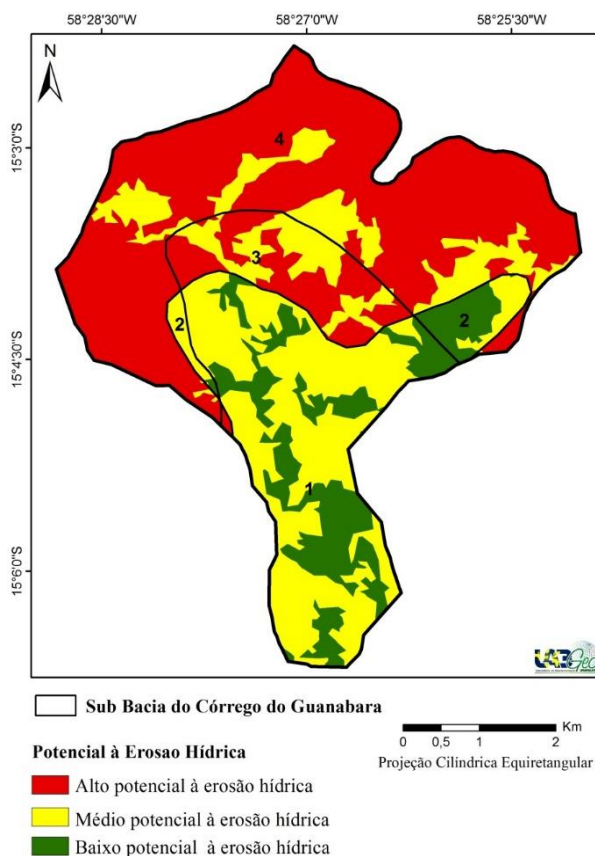 58°28'30"W 58°27'0"W 58°25'30"W
N
15°3'0"S
4
3
2
2
15°4'30"S
1
15°6'0"S
Geo
Sub Bacia do Córrego do Guanabara
Km
0 0,5 1 2
Projeção Cilíndrica Equiretangular
Potencial à Erosao Hídrica
Alto potencial à erosão hídrica
Médio potencial à erosão hídrica
Baixo potencial à erosão hídrica